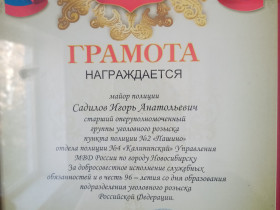 ГРАМОТА
НАГРАЖДАЕТСЯ
майор полиции
Садилов Игорь Анатольевич
старший оперуполномоченный
группы уголовного розыска
пункта полиции №2 «Пашино»
отдела полиции №4 «Калининский» Управления
МВД России по городу Новосибирску
За добросовестное исполнение служебных
обязанностей и в честь 96 – летия со дня образования
подразделения уголовного розыска
Российской Федерации.